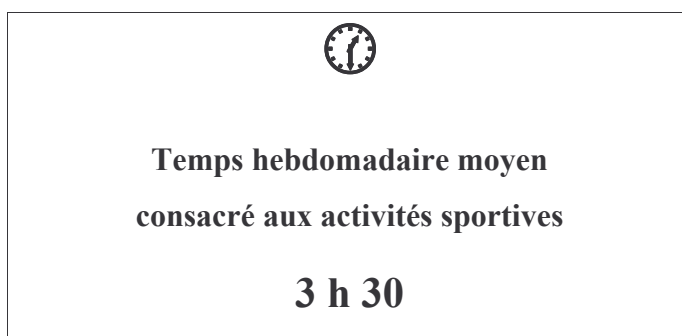 Temps hebdomadaire moyen
consacré aux activités sportives
3 h 30